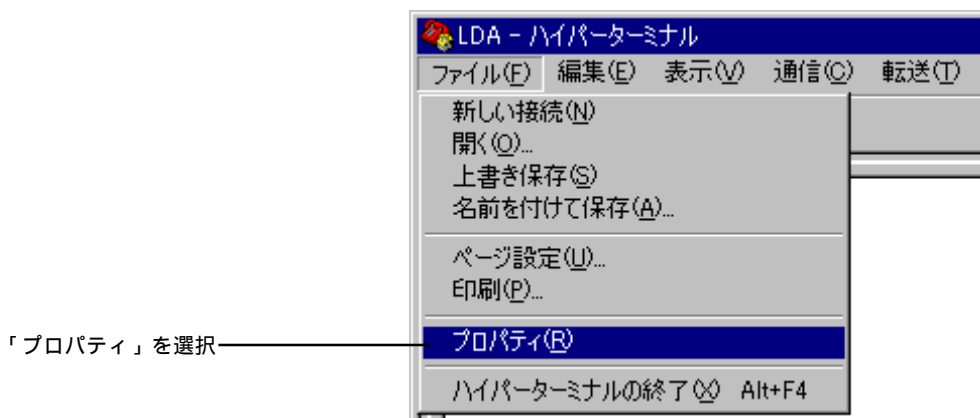 LDA - ハイパーターミナル
ファイル(F) 編集(E) 表示(V) 通信(C) 転送(T)
新しい接続(N)
開く(O)...
上書き保存(S)
名前を付けて保存(A)...
ページ設定(U)...
印刷(P)...
「プロパティ」を選択
プロパティ(R)
ハイパーターミナルの終了(X) Alt+F4